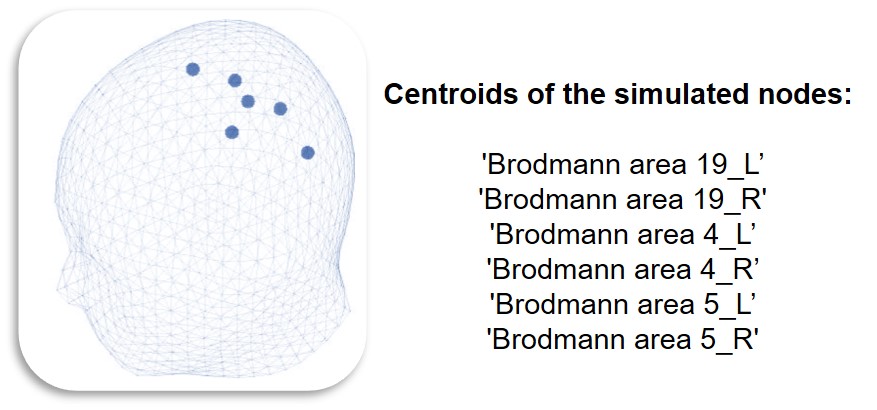 Centroids of the simulated nodes:
'Brodmann area 19_L’
'Brodmann area 19_R'
'Brodmann area 4_L’
'Brodmann area 4_R’
'Brodmann area 5_L’
'Brodmann area 5_R'